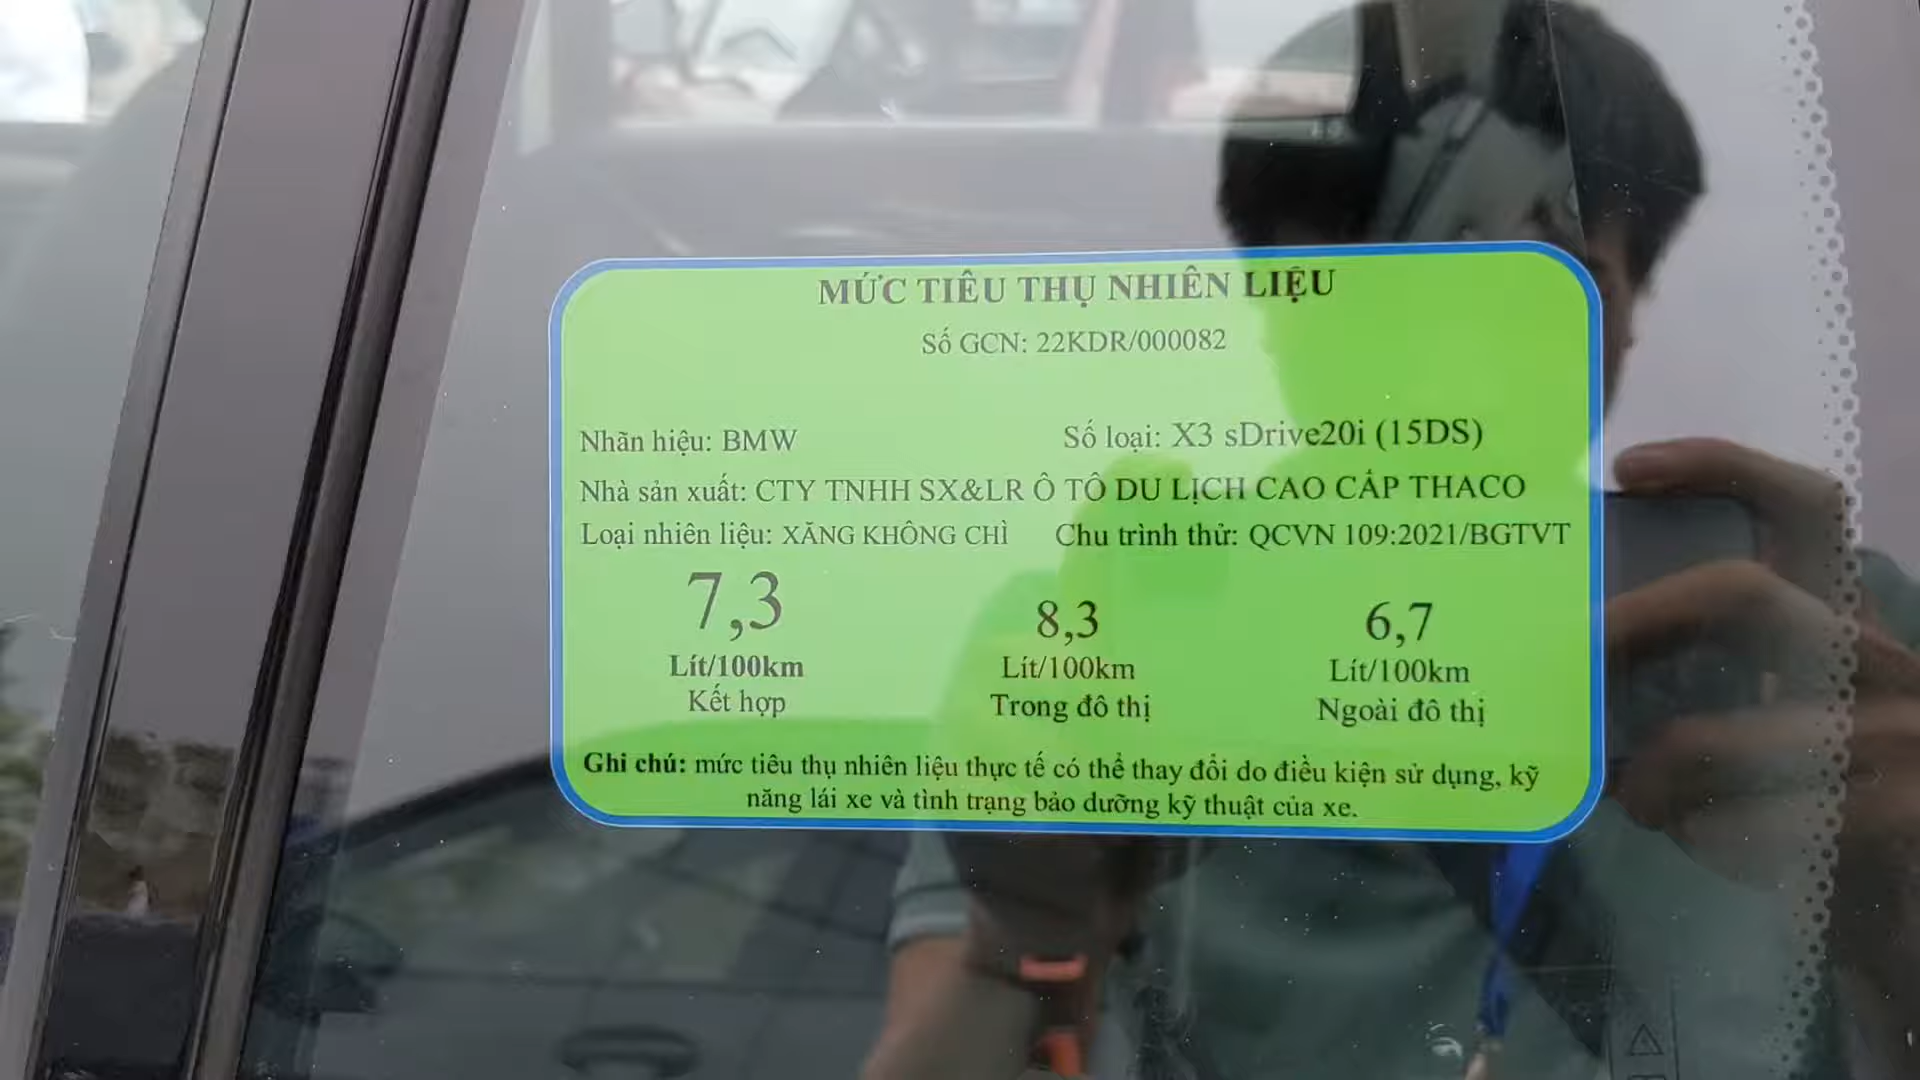 MỨC TIÊU THỤ NHIÊN LIỆU
Số GCN: 22KDR/000082
Nhãn hiệu: BMW Số loại: X3 sDrive20i (15DS)
Nhà sản xuất: CTY TNHH SX&LR Ô TÔ DU LỊCH CAO CẤP THACO
Loại nhiên liệu: XĂNG KHÔNG CHÌ Chu trình thử: QCVN 109:2021/BGTVT
7,3 8,3 6,7
Lít/100km Lít/100km Lít/100km
Kết hợp Trong đô thị Ngoài đô thị
Ghi chú: mức tiêu thụ nhiên liệu thực tế có thể thay đổi do điều kiện sử dụng, kỹ
năng lái xe và tình trạng bảo dưỡng kỹ thuật của xe.